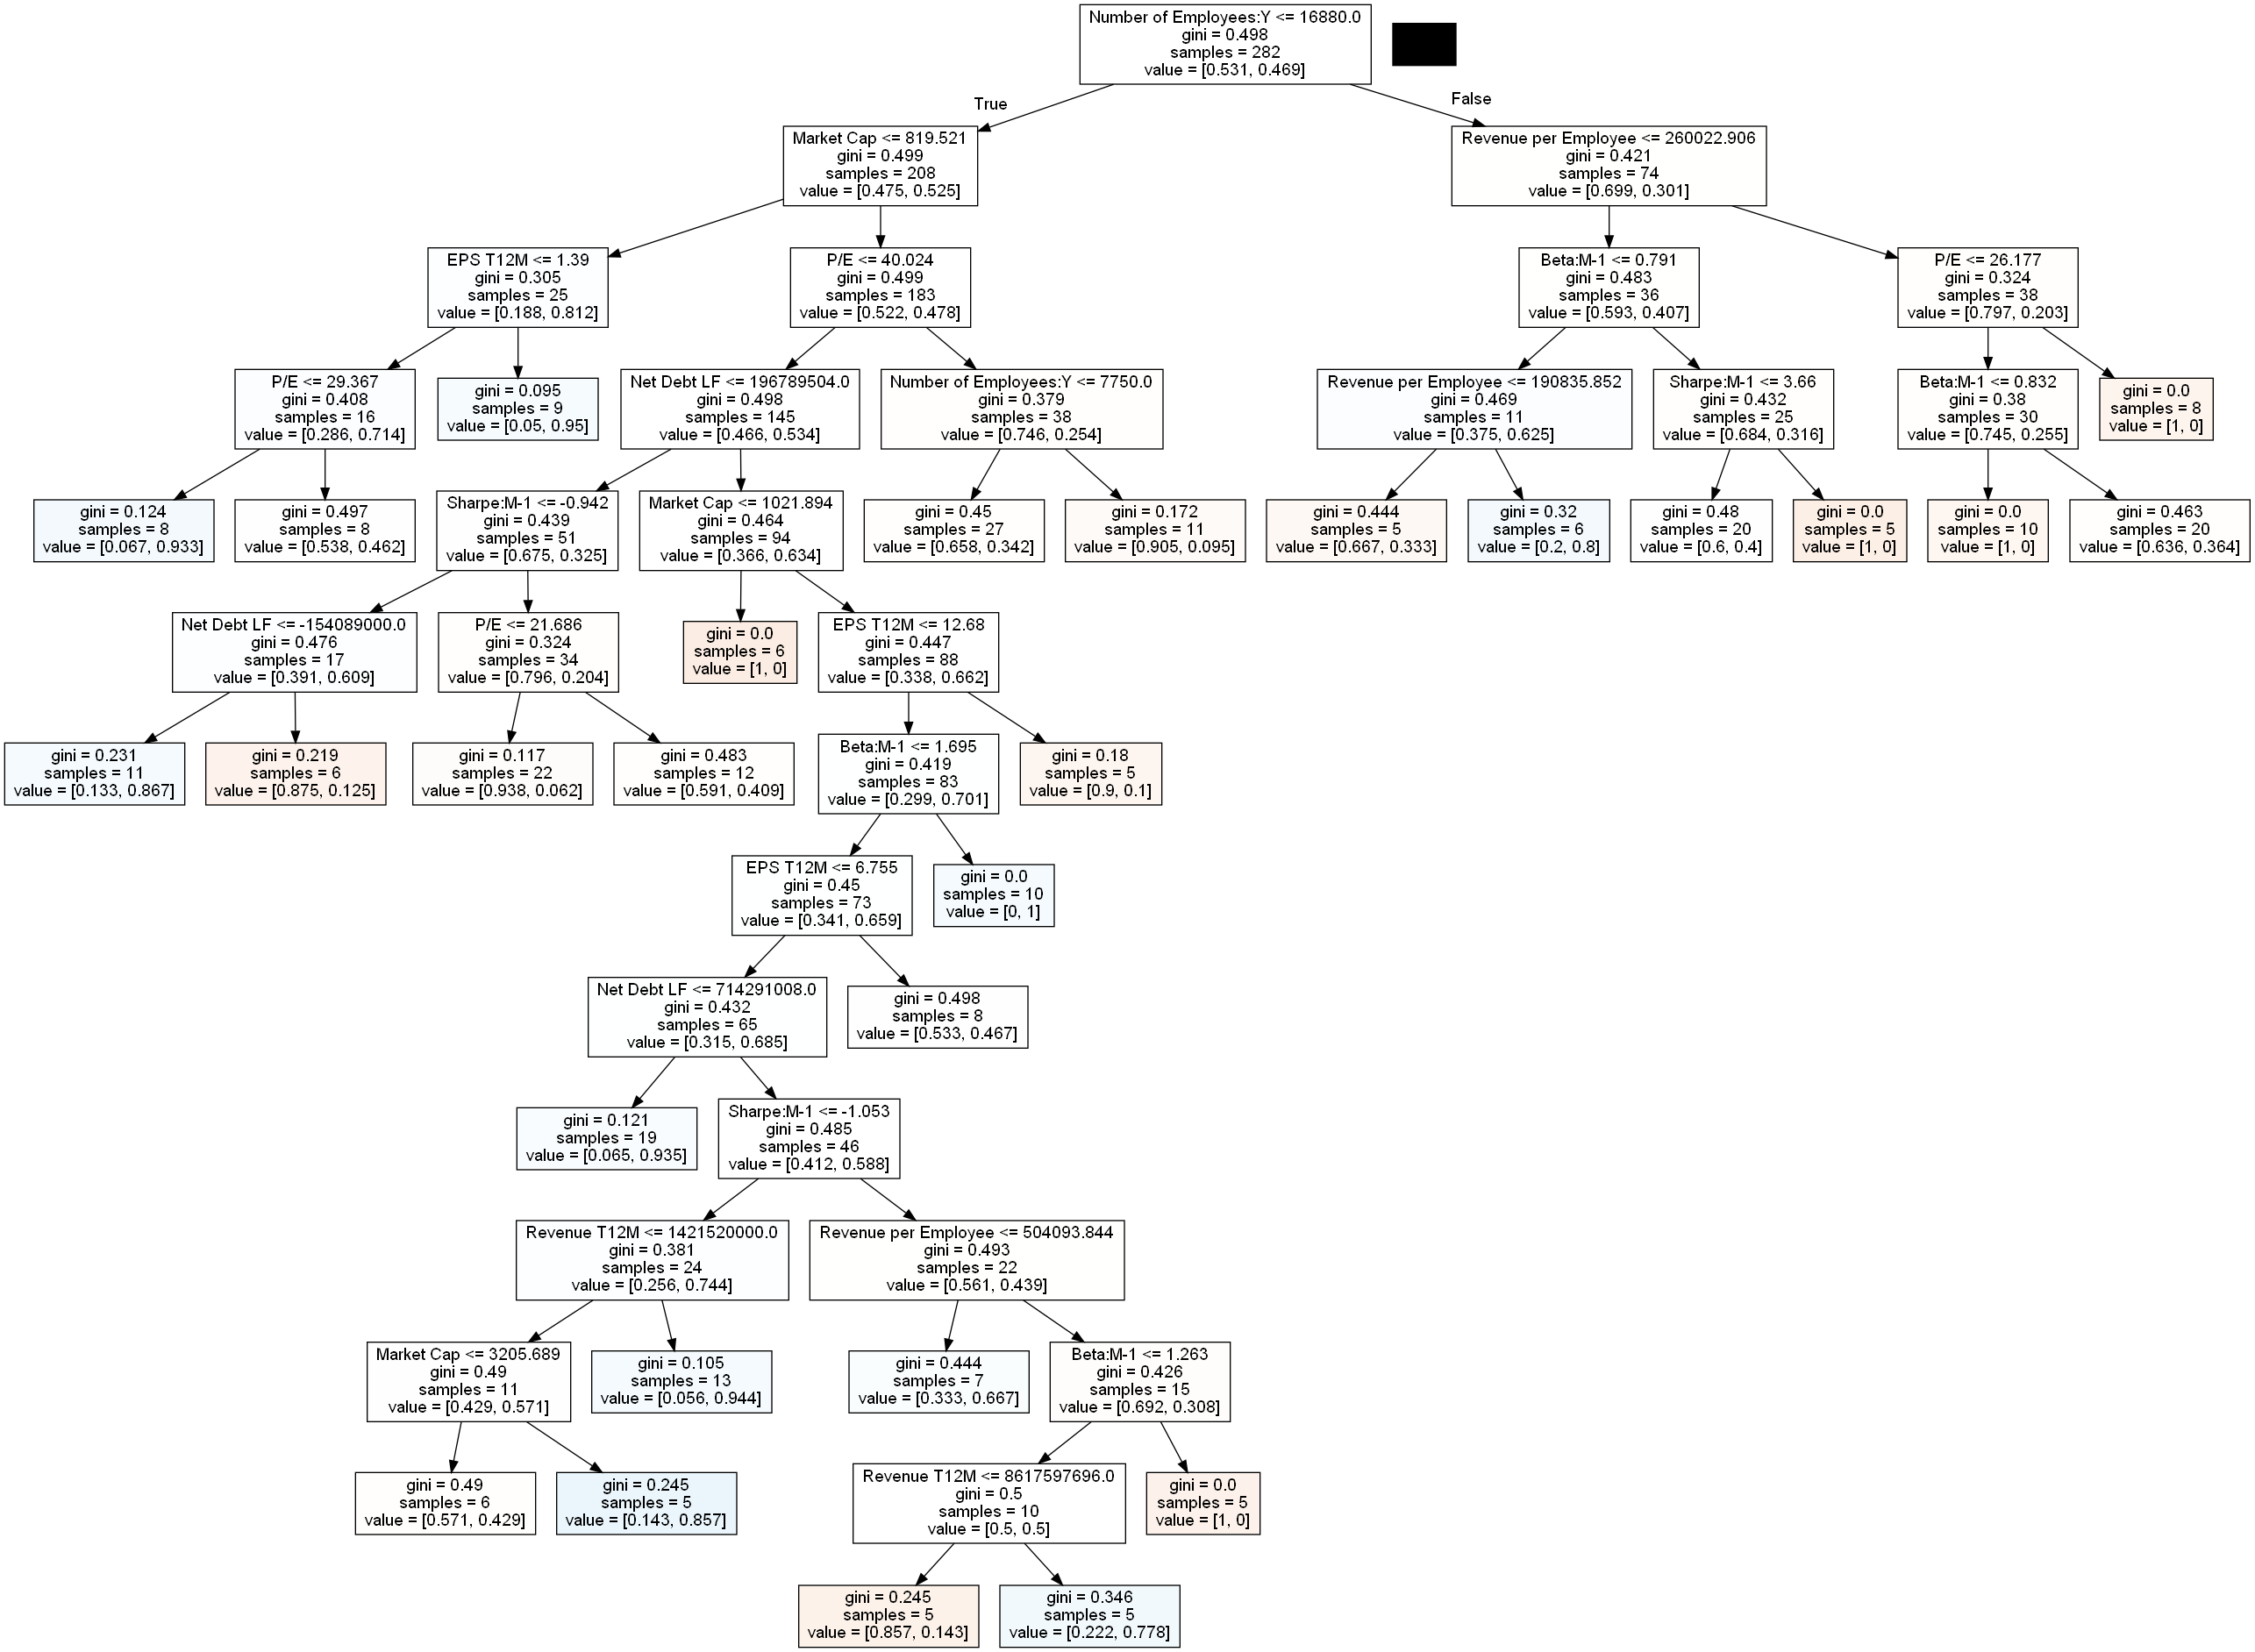 Number of Employees:Y <= 16880.0
gini = 0.498
samples = 282
value = [0.531, 0.469]
True
False
Market Cap <= 819.521
gini = 0.499
samples = 208
value = [0.475, 0.525]
Revenue per Employee <= 260022.906
gini = 0.421
samples = 74
value = [0.699, 0.301]
EPS T12M <= 1.39
gini = 0.305
samples = 25
value = [0.188, 0.812]
P/E <= 40.024
gini = 0.499
samples = 183
value = [0.522, 0.478]
Beta:M-1 <= 0.791
gini = 0.483
samples = 36
value = [0.593, 0.407]
P/E <= 26.177
gini = 0.324
samples = 38
value = [0.797, 0.203]
P/E <= 29.367
gini = 0.408
samples = 16
value = [0.286, 0.714]
gini = 0.095
samples = 9
value = [0.05, 0.95]
Net Debt LF <= 196789504.0
gini = 0.498
samples = 145
value = [0.466, 0.534]
Number of Employees:Y <= 7750.0
gini = 0.379
samples = 38
value = [0.746, 0.254]
Revenue per Employee <= 190835.852
gini = 0.469
samples = 11
value = [0.375, 0.625]
Sharpe:M-1 <= 3.66
gini = 0.432
samples = 25
value = [0.684, 0.316]
Beta:M-1 <= 0.832
gini = 0.38
samples = 30
value = [0.745, 0.255]
gini = 0.0
samples = 8
value = [1, 0]
gini = 0.124
samples = 8
value = [0.067, 0.933]
gini = 0.497
samples = 8
value = [0.538, 0.462]
Sharpe:M-1 <= -0.942
gini = 0.439
samples = 51
value = [0.675, 0.325]
Market Cap <= 1021.894
gini = 0.464
samples = 94
value = [0.366, 0.634]
gini = 0.45
samples = 27
value = [0.658, 0.342]
gini = 0.172
samples = 11
value = [0.905, 0.095]
gini = 0.444
samples = 5
value = [0.667, 0.333]
gini = 0.32
samples = 6
value = [0.2, 0.8]
gini = 0.48
samples = 20
value = [0.6, 0.4]
gini = 0.0
samples = 5
value = [1, 0]
gini = 0.0
samples = 10
value = [1, 0]
gini = 0.463
samples = 20
value = [0.636, 0.364]
Net Debt LF <= -154089000.0
gini = 0.476
samples = 17
value = [0.391, 0.609]
P/E <= 21.686
gini = 0.324
samples = 34
value = [0.796, 0.204]
gini = 0.0
samples = 6
value = [1, 0]
EPS T12M <= 12.68
gini = 0.447
samples = 88
value = [0.338, 0.662]
gini = 0.231
samples = 11
value = [0.133, 0.867]
gini = 0.219
samples = 6
value = [0.875, 0.125]
gini = 0.117
samples = 22
value = [0.938, 0.062]
gini = 0.483
samples = 12
value = [0.591, 0.409]
Beta:M-1 <= 1.695
gini = 0.419
samples = 83
value = [0.299, 0.701]
gini = 0.18
samples = 5
value = [0.9, 0.1]
EPS T12M <= 6.755
gini = 0.45
samples = 73
value = [0.341, 0.659]
gini = 0.0
samples = 10
value = [0, 1]
Net Debt LF <= 714291008.0
gini = 0.432
samples = 65
value = [0.315, 0.685]
gini = 0.498
samples = 8
value = [0.533, 0.467]
gini = 0.121
samples = 19
value = [0.065, 0.935]
Sharpe:M-1 <= -1.053
gini = 0.485
samples = 46
value = [0.412, 0.588]
Revenue T12M <= 1421520000.0
gini = 0.381
samples = 24
value = [0.256, 0.744]
Revenue per Employee <= 504093.844
gini = 0.493
samples = 22
value = [0.561, 0.439]
Market Cap <= 3205.689
gini = 0.49
samples = 11
value = [0.429, 0.571]
gini = 0.105
samples = 13
value = [0.056, 0.944]
gini = 0.444
samples = 7
value = [0.333, 0.667]
Beta:M-1 <= 1.263
gini = 0.426
samples = 15
value = [0.692, 0.308]
gini = 0.49
samples = 6
value = [0.571, 0.429]
gini = 0.245
samples = 5
value = [0.143, 0.857]
Revenue T12M <= 8617597696.0
gini = 0.5
samples = 10
value = [0.5, 0.5]
gini = 0.0
samples = 5
value = [1, 0]
gini = 0.245
samples = 5
value = [0.857, 0.143]
gini = 0.346
samples = 5
value = [0.222, 0.778]